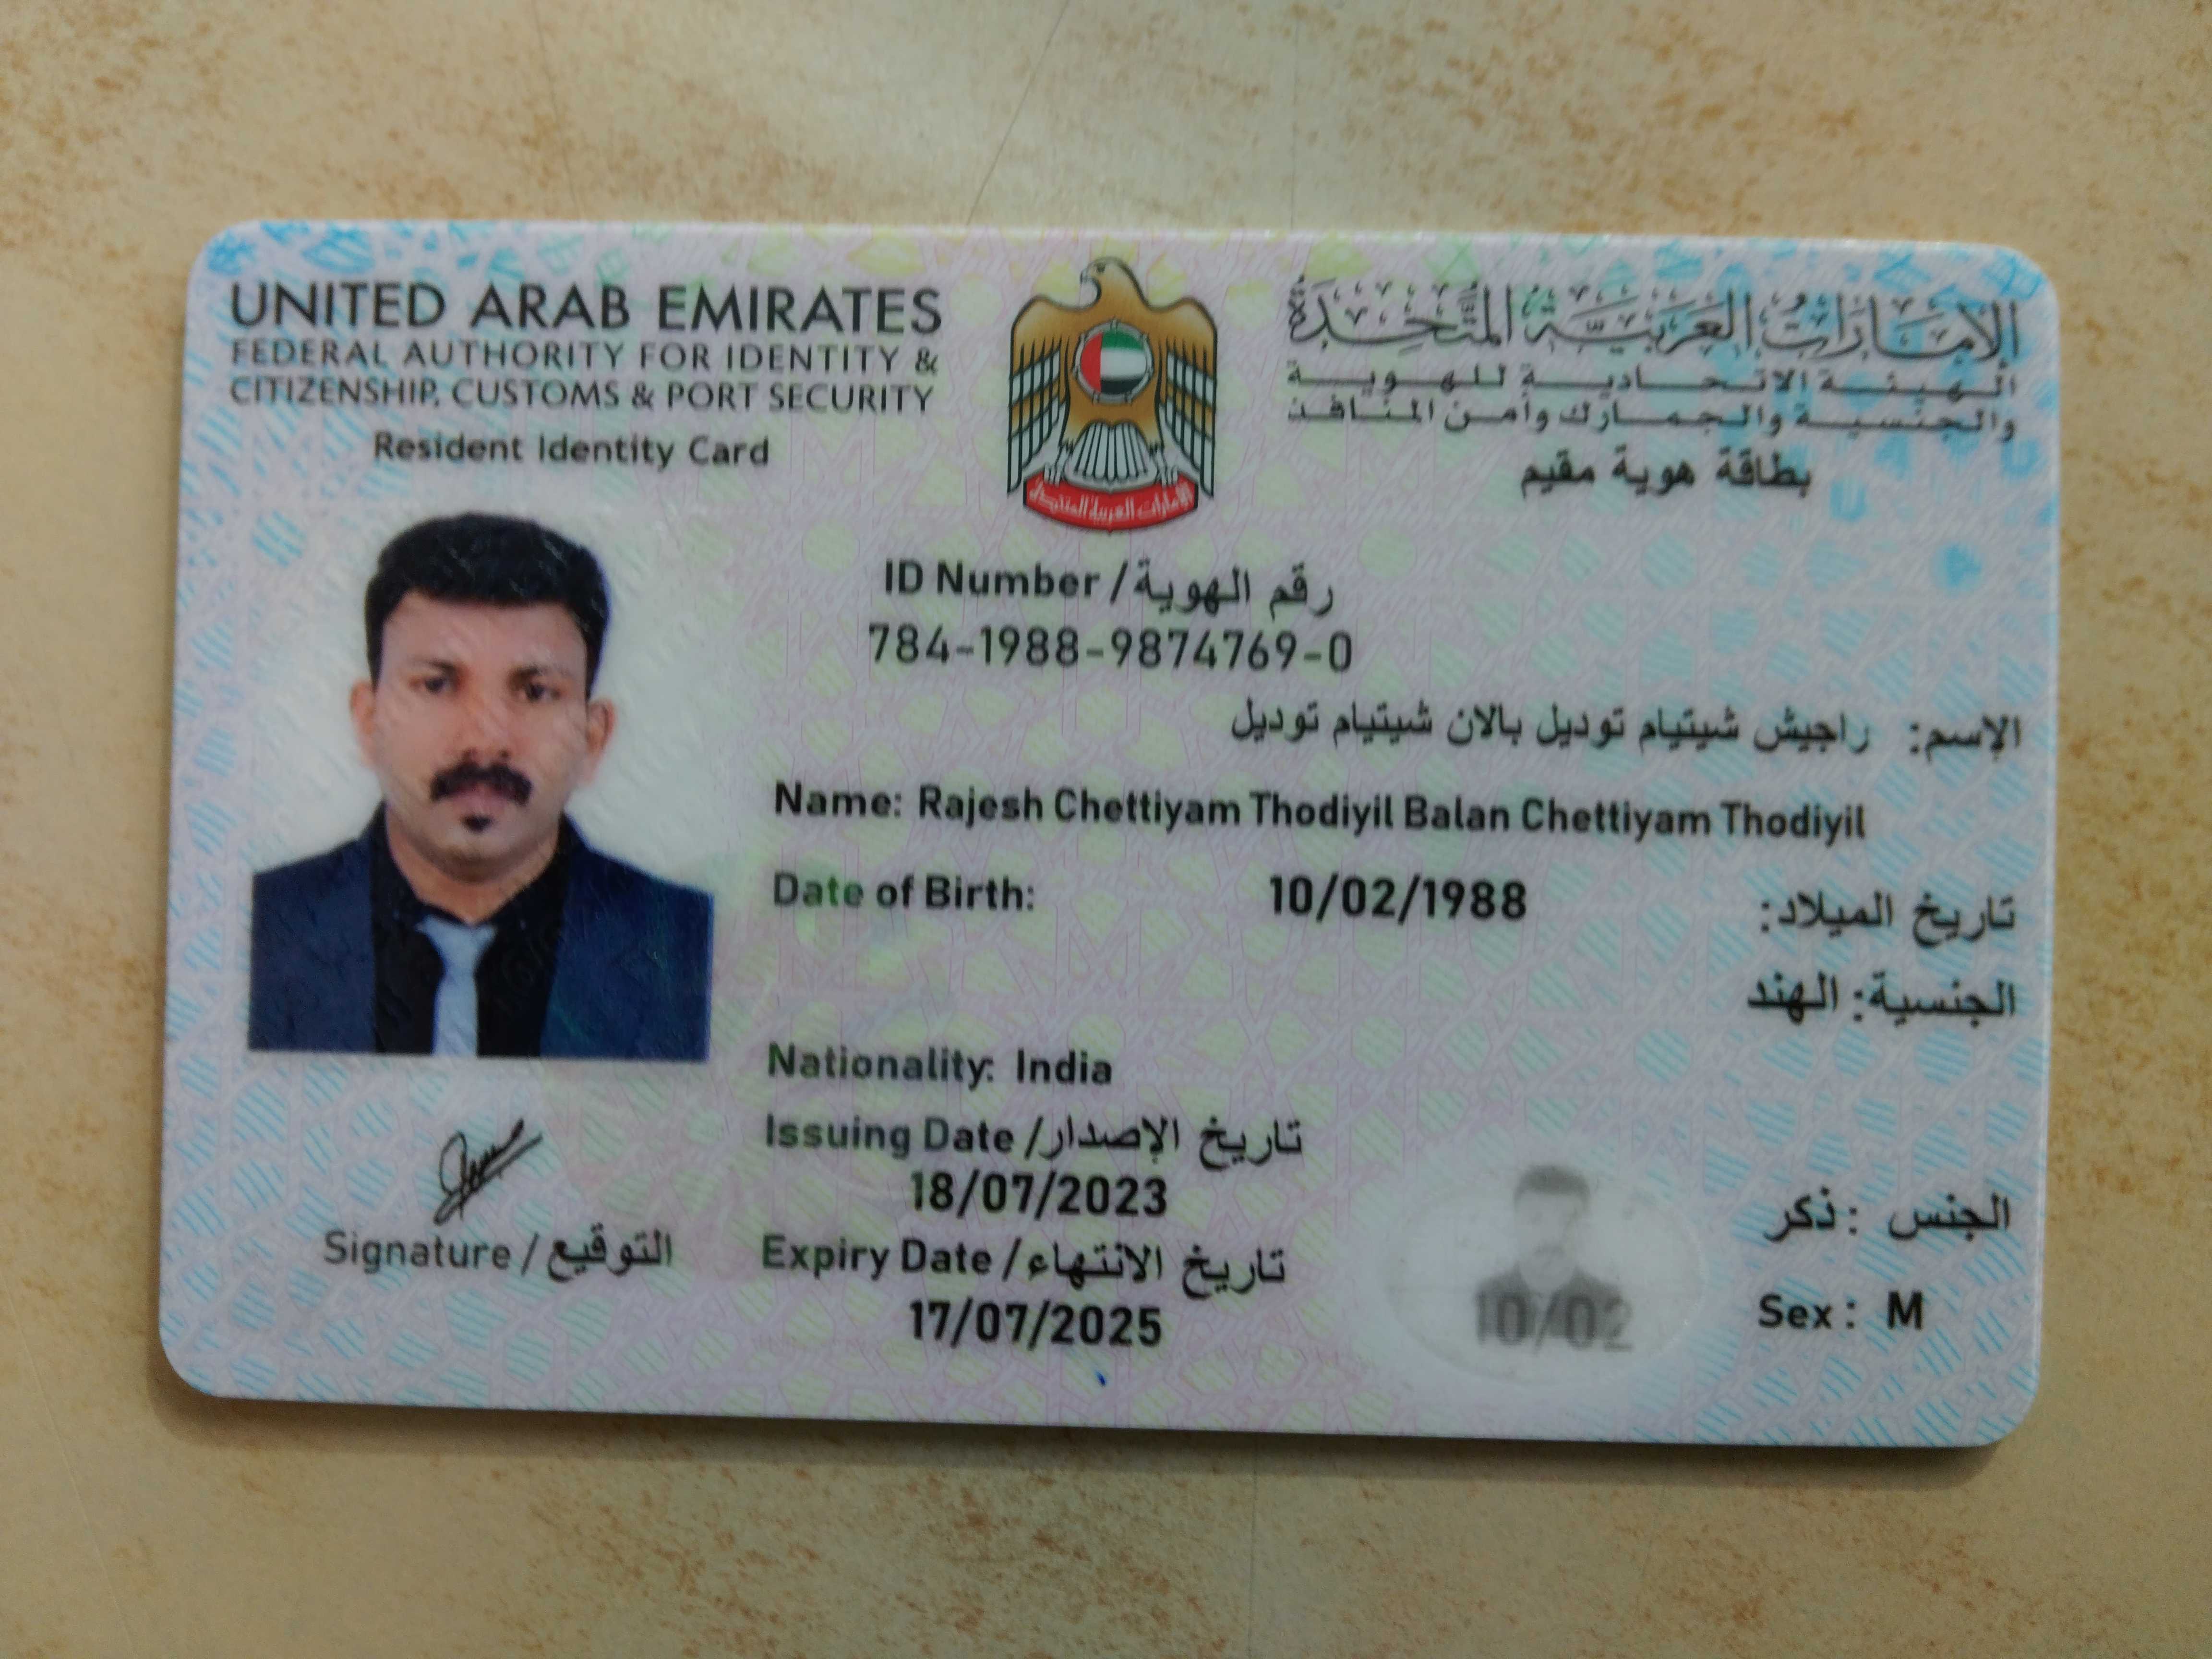 UNITED ARAB EMIRATES
FEDERAL AUTHORITY FOR IDENTITY &
CITIZENSHIP, CUSTOMS & PORT SECURITY
Resident Identity Card
الإمارات العربية المتحدة
الهيئة الاتحادية للهوية
والجنسية والجمارك وأمن المنافذ
بطاقة هوية مقيم
الإمارات العربية المتحدة
ID Number / رقم الهوية
784-1988-9874769-0
الإسم: راجيش شيتيام توديل بالان شيتيام توديل
Name: Rajesh Chettiyam Thodiyil Balan Chettiyam Thodiyil
Date of Birth: 10/02/1988 تاريخ الميلاد:
الجنسية: الهند
Nationality: India
Issuing Date / تاريخ الإصدار
18/07/2023
Expiry Date / تاريخ الانتهاء
17/07/2025
Signature / التوقيع
10/02
الجنس : ذكر
Sex : M